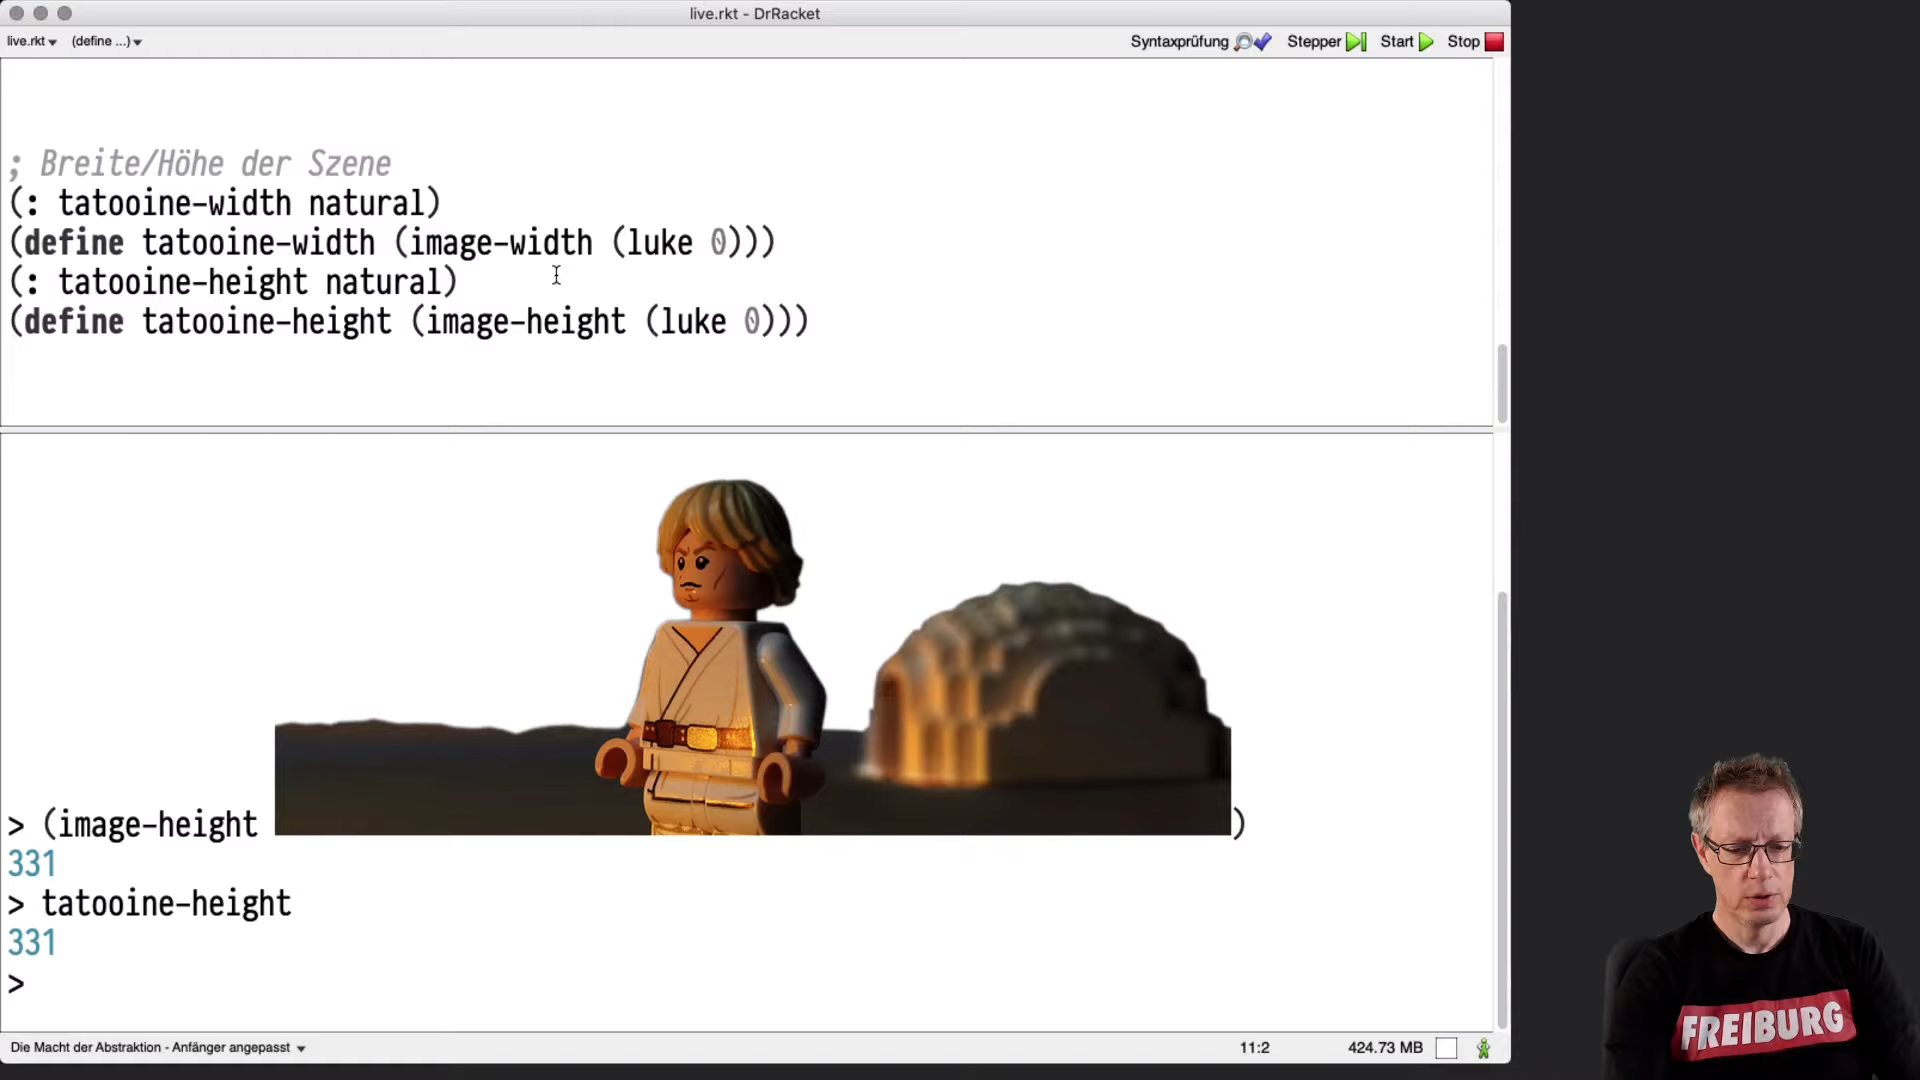 live.rkt - DrRacket
live.rkt (define ...) Syntaxprüfung Stepper Start Stop
; Breite/Höhe der Szene
(: tatooine-width natural)
(define tatooine-width (image-width (luke 0)))
(: tatooine-height natural)
(define tatooine-height (image-height (luke 0)))
> (image-height )
331
> tatooine-height
331
>
Die Macht der Abstraktion - Anfänger angepasst 11:2 424.73 MB
FREIBURG